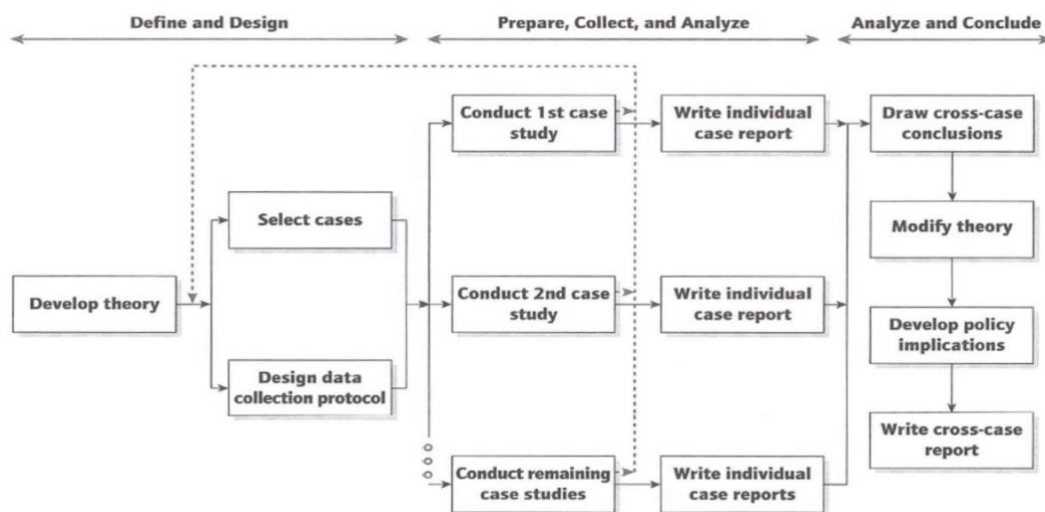 Define and Design
Prepare, Collect, and Analyze
Analyze and Conclude
Develop theory
Select cases
Design data
collection protocol
Conduct 1st case
study
Conduct 2nd case
study
Conduct remaining
case studies
Write individual
case report
Write individual
case report
Write individual
case reports
Draw cross-case
conclusions
Modify theory
Develop policy
implications
Write cross-case
report